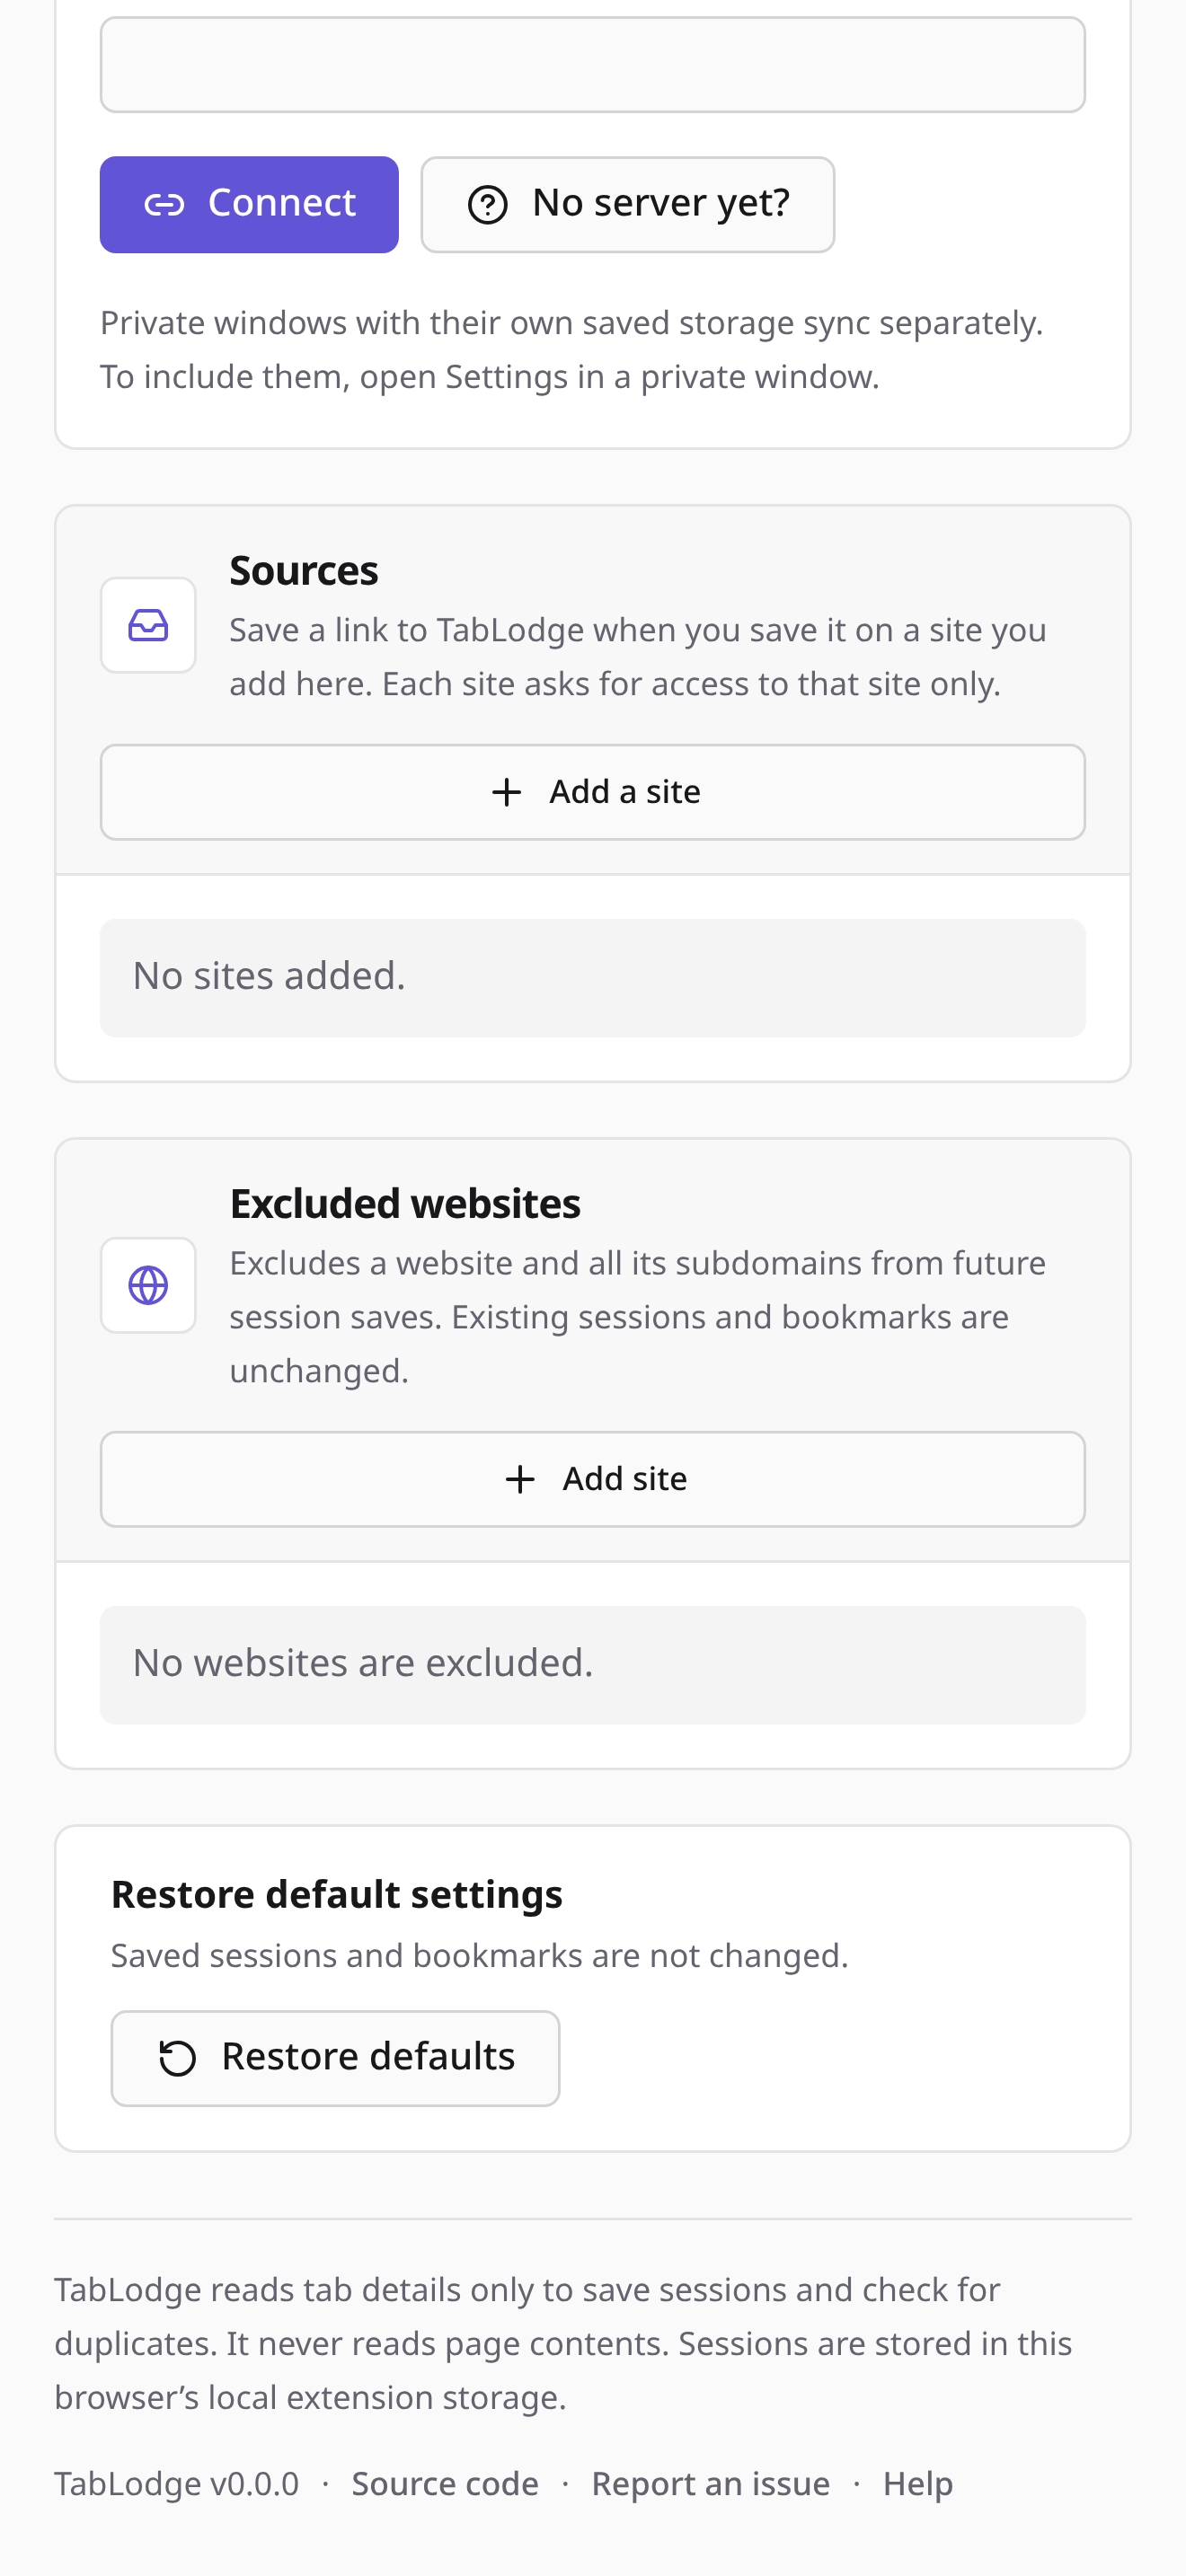 Connect
No server yet?
Private windows with their own saved storage sync separately.
To include them, open Settings in a private window.
Sources
Save a link to TabLodge when you save it on a site you
add here. Each site asks for access to that site only.
Add a site
No sites added.
Excluded websites
Excludes a website and all its subdomains from future
session saves. Existing sessions and bookmarks are
unchanged.
Add site
No websites are excluded.
Restore default settings
Saved sessions and bookmarks are not changed.
Restore defaults
TabLodge reads tab details only to save sessions and check for
duplicates. It never reads page contents. Sessions are stored in this
browser’s local extension storage.
TabLodge v0.0.0 · Source code · Report an issue · Help